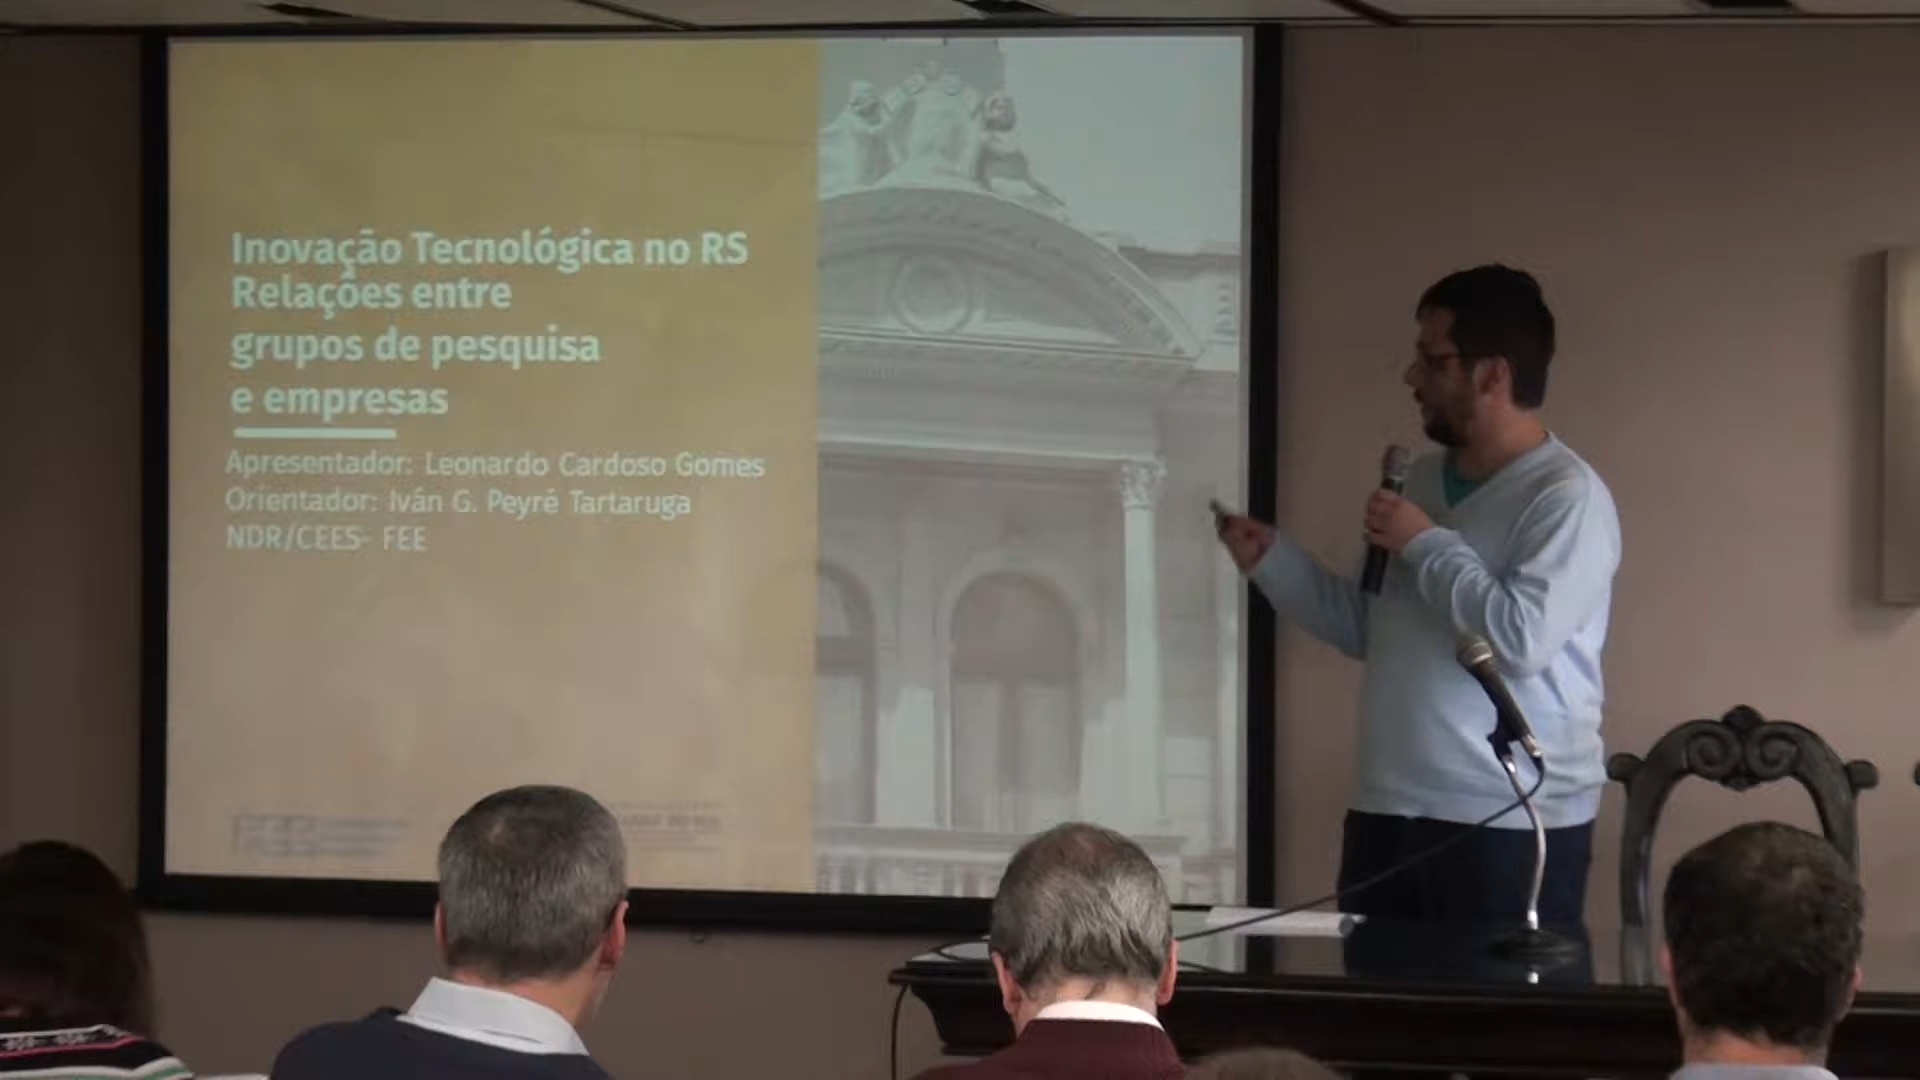 Inovação Tecnológica no RS
Relações entre
grupos de pesquisa
e empresas
Apresentador: Leonardo Cardoso Gomes
Orientador: Iván G. Peyré Tartaruga
NDR/CEES- FEE